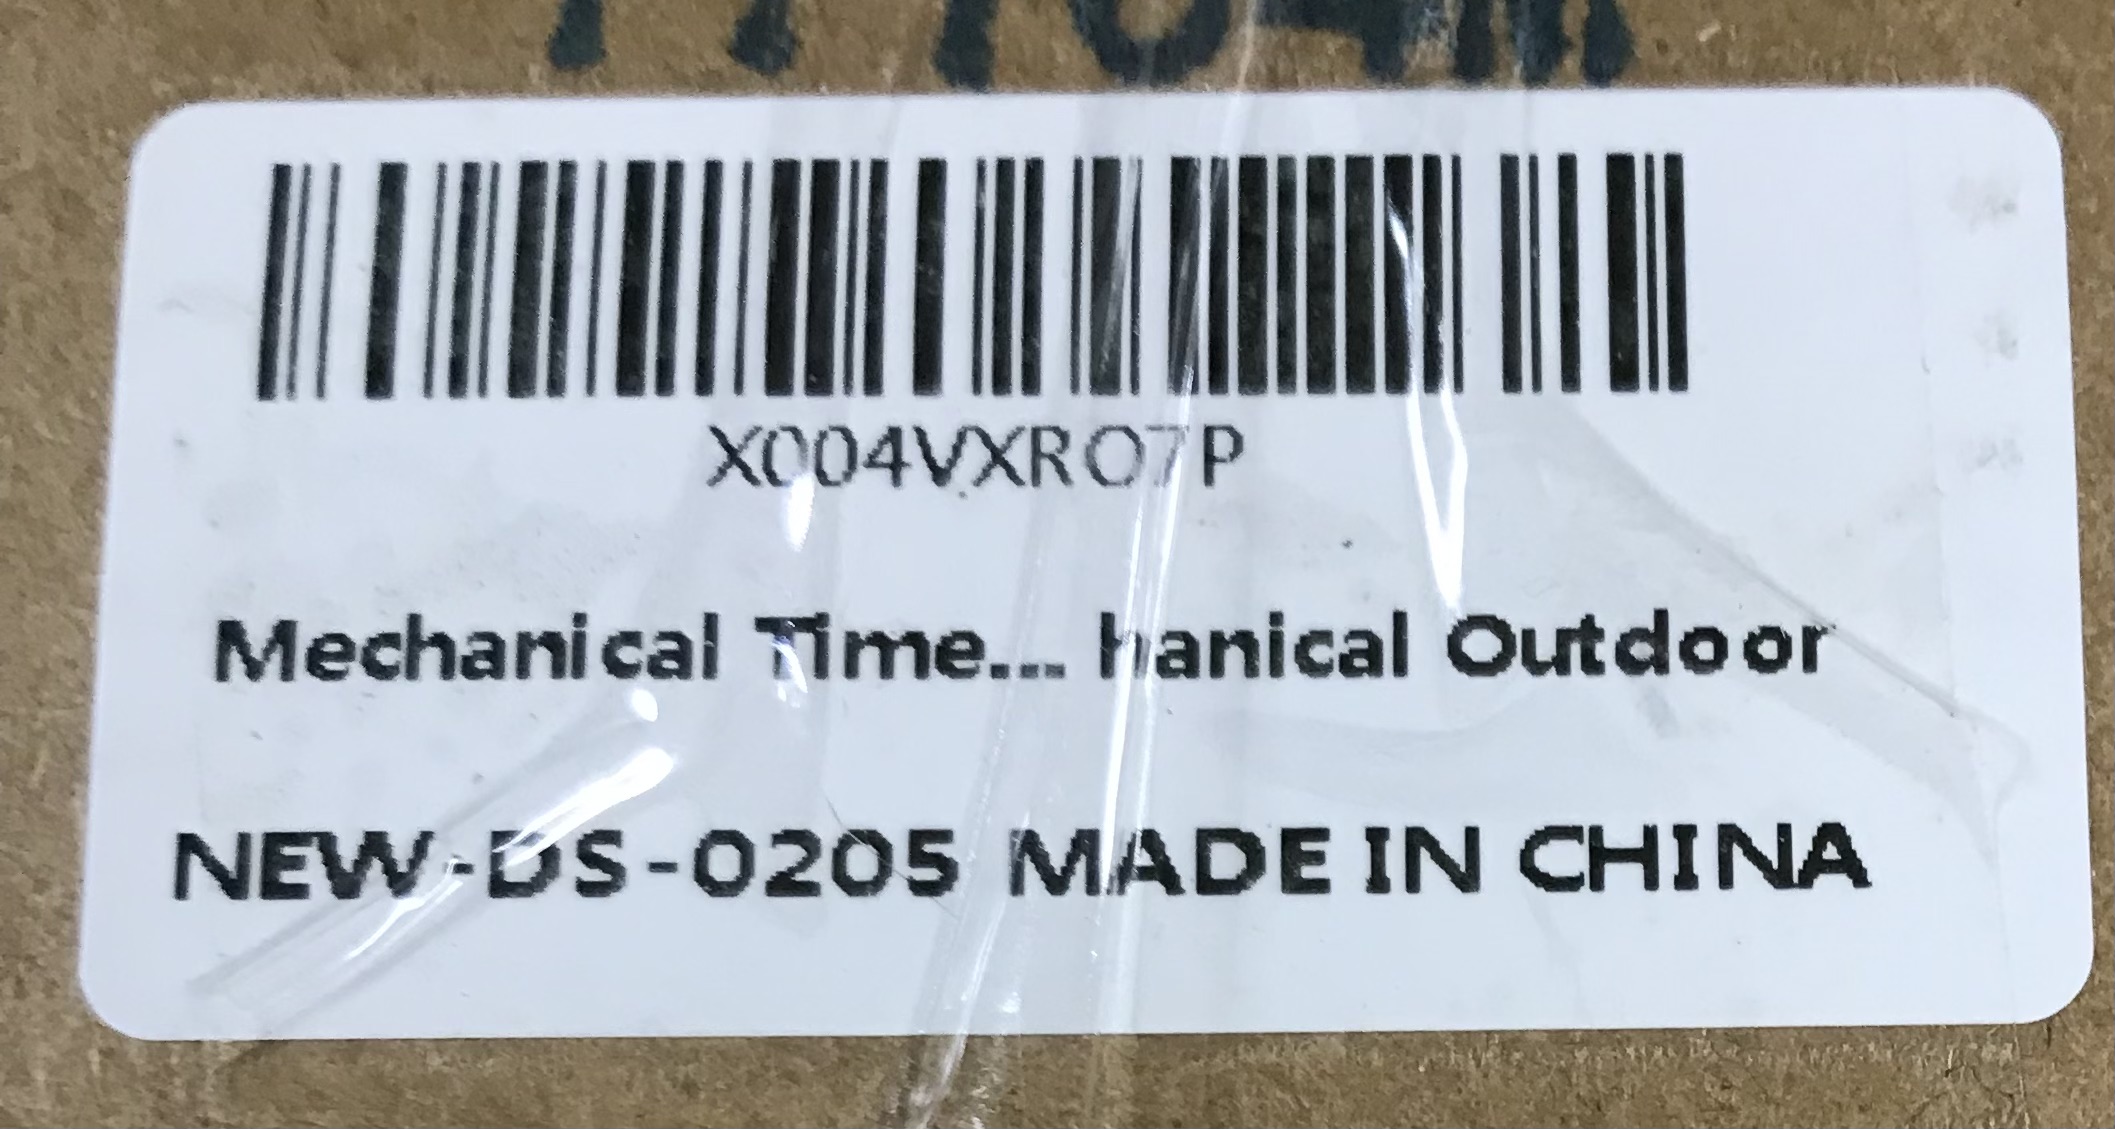 X004VXRO7P
Mechanical Time... hanical Outdoor
NEW-DS-0205 MADE IN CHINA